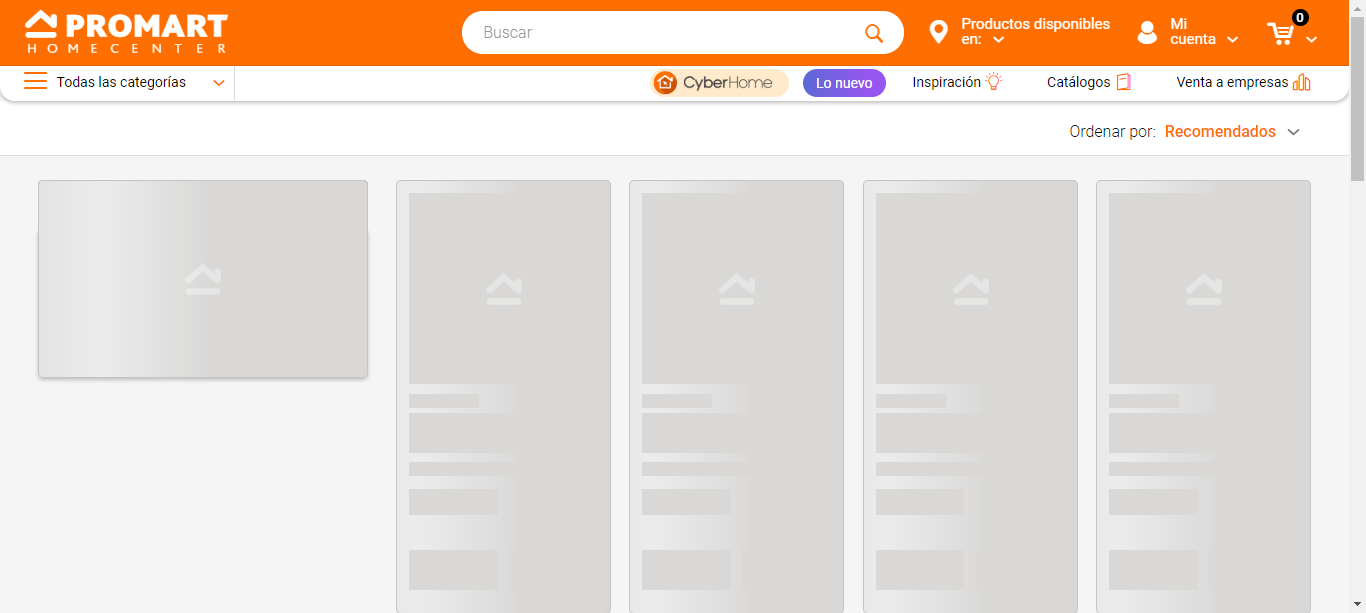 PROMART
HOMECENTER
Buscar
Productos disponibles
en:
Mi
cuenta
0
Todas las categorías
CyberHome
Lo nuevo
Inspiración
Catálogos
Venta a empresas
Ordenar por: Recomendados